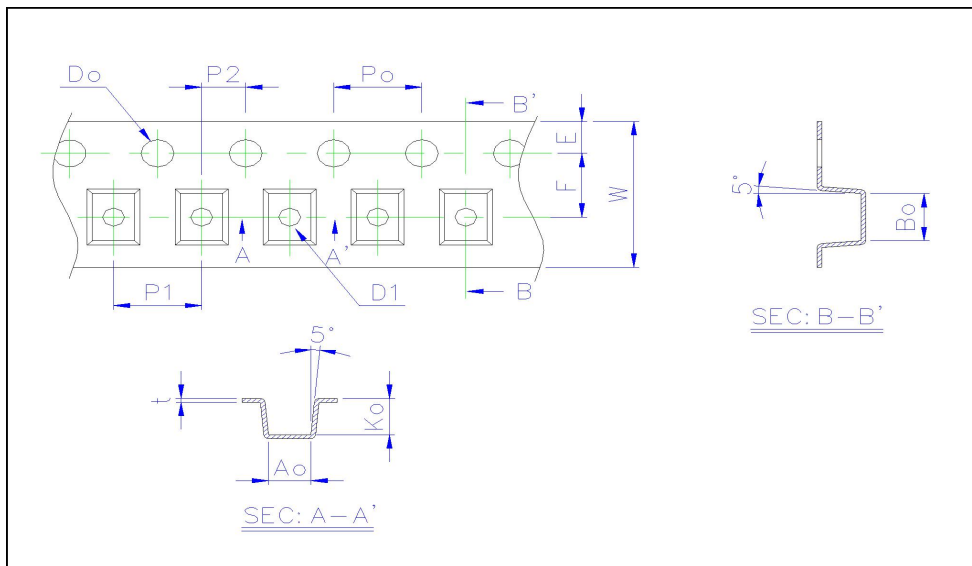 Do
P2
Po
B'
E
F
W
A
A'
B
P1
D1
5°
Bo
SEC: B-B'
5°
t
Ko
Ao
SEC: A-A'